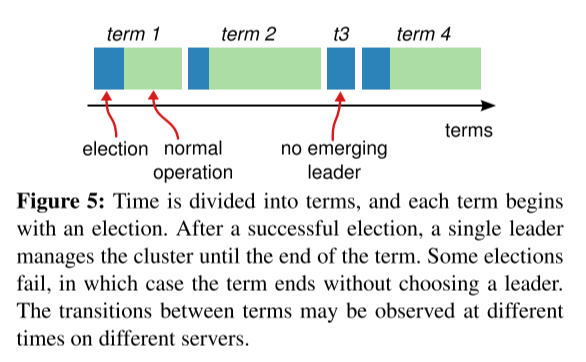 term 1 term 2 t3 term 4
terms
election normal operation no emerging leader
Figure 5: Time is divided into terms, and each term begins
with an election. After a successful election, a single leader
manages the cluster until the end of the term. Some elections
fail, in which case the term ends without choosing a leader.
The transitions between terms may be observed at different
times on different servers.